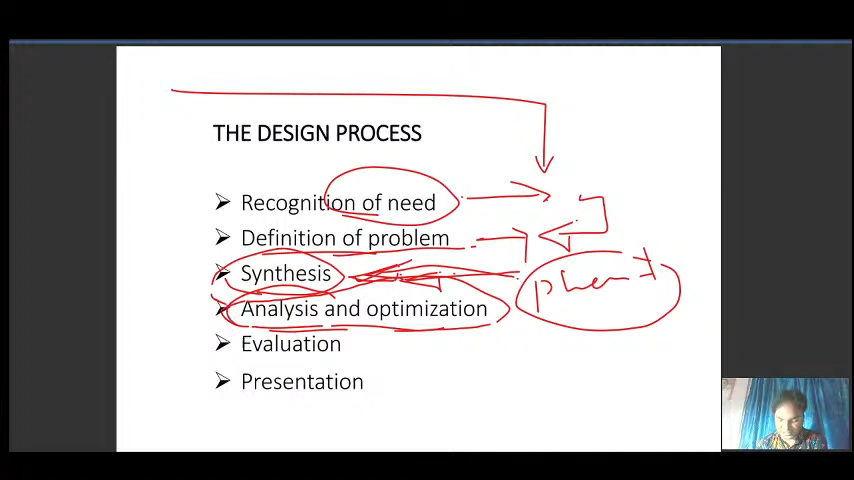 THE DESIGN PROCESS
➢ Recognition of need
➢ Definition of problem
➢ Synthesis
➢ Analysis and optimization
➢ Evaluation
➢ Presentation